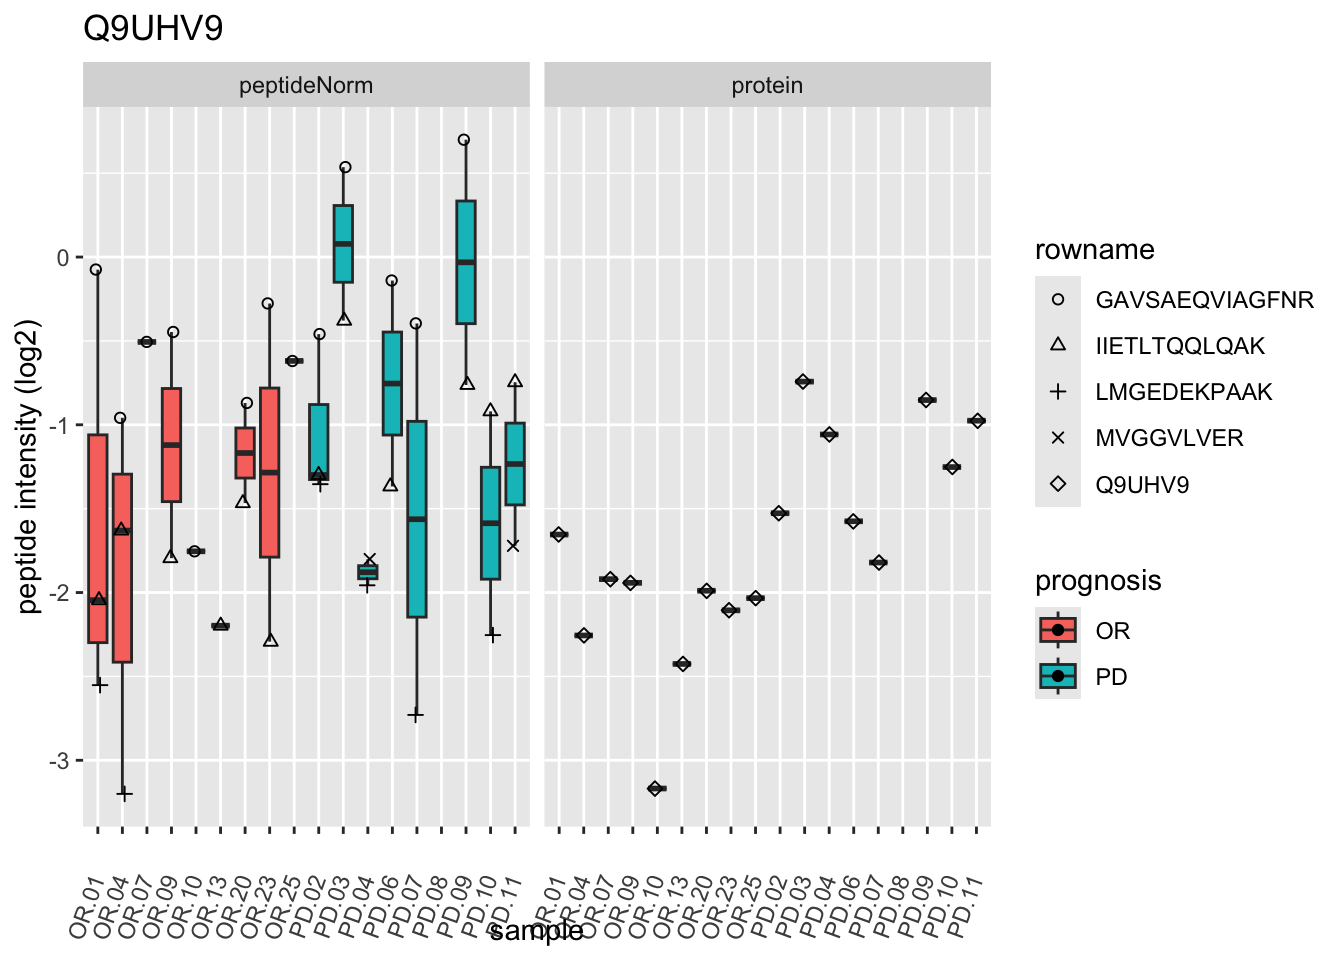 Q9UHV9
peptideNorm
protein
peptide intensity (log2)
0
-1
-2
-3
OR.01
OR.04
OR.07
OR.09
OR.10
OR.13
OR.20
OR.23
OR.25
PD.02
PD.03
PD.04
PD.06
PD.07
PD.08
PD.09
PD.10
PD.11
OR.01
OR.04
OR.07
OR.09
OR.10
OR.13
OR.20
OR.23
OR.25
PD.02
PD.03
PD.04
PD.06
PD.07
PD.08
PD.09
PD.10
PD.11
sample
rowname
GAVSAEQVIAGFNR
IIETLTQQLQAK
LMGEDEKPAAK
MVGGVLVER
Q9UHV9
prognosis
OR
PD